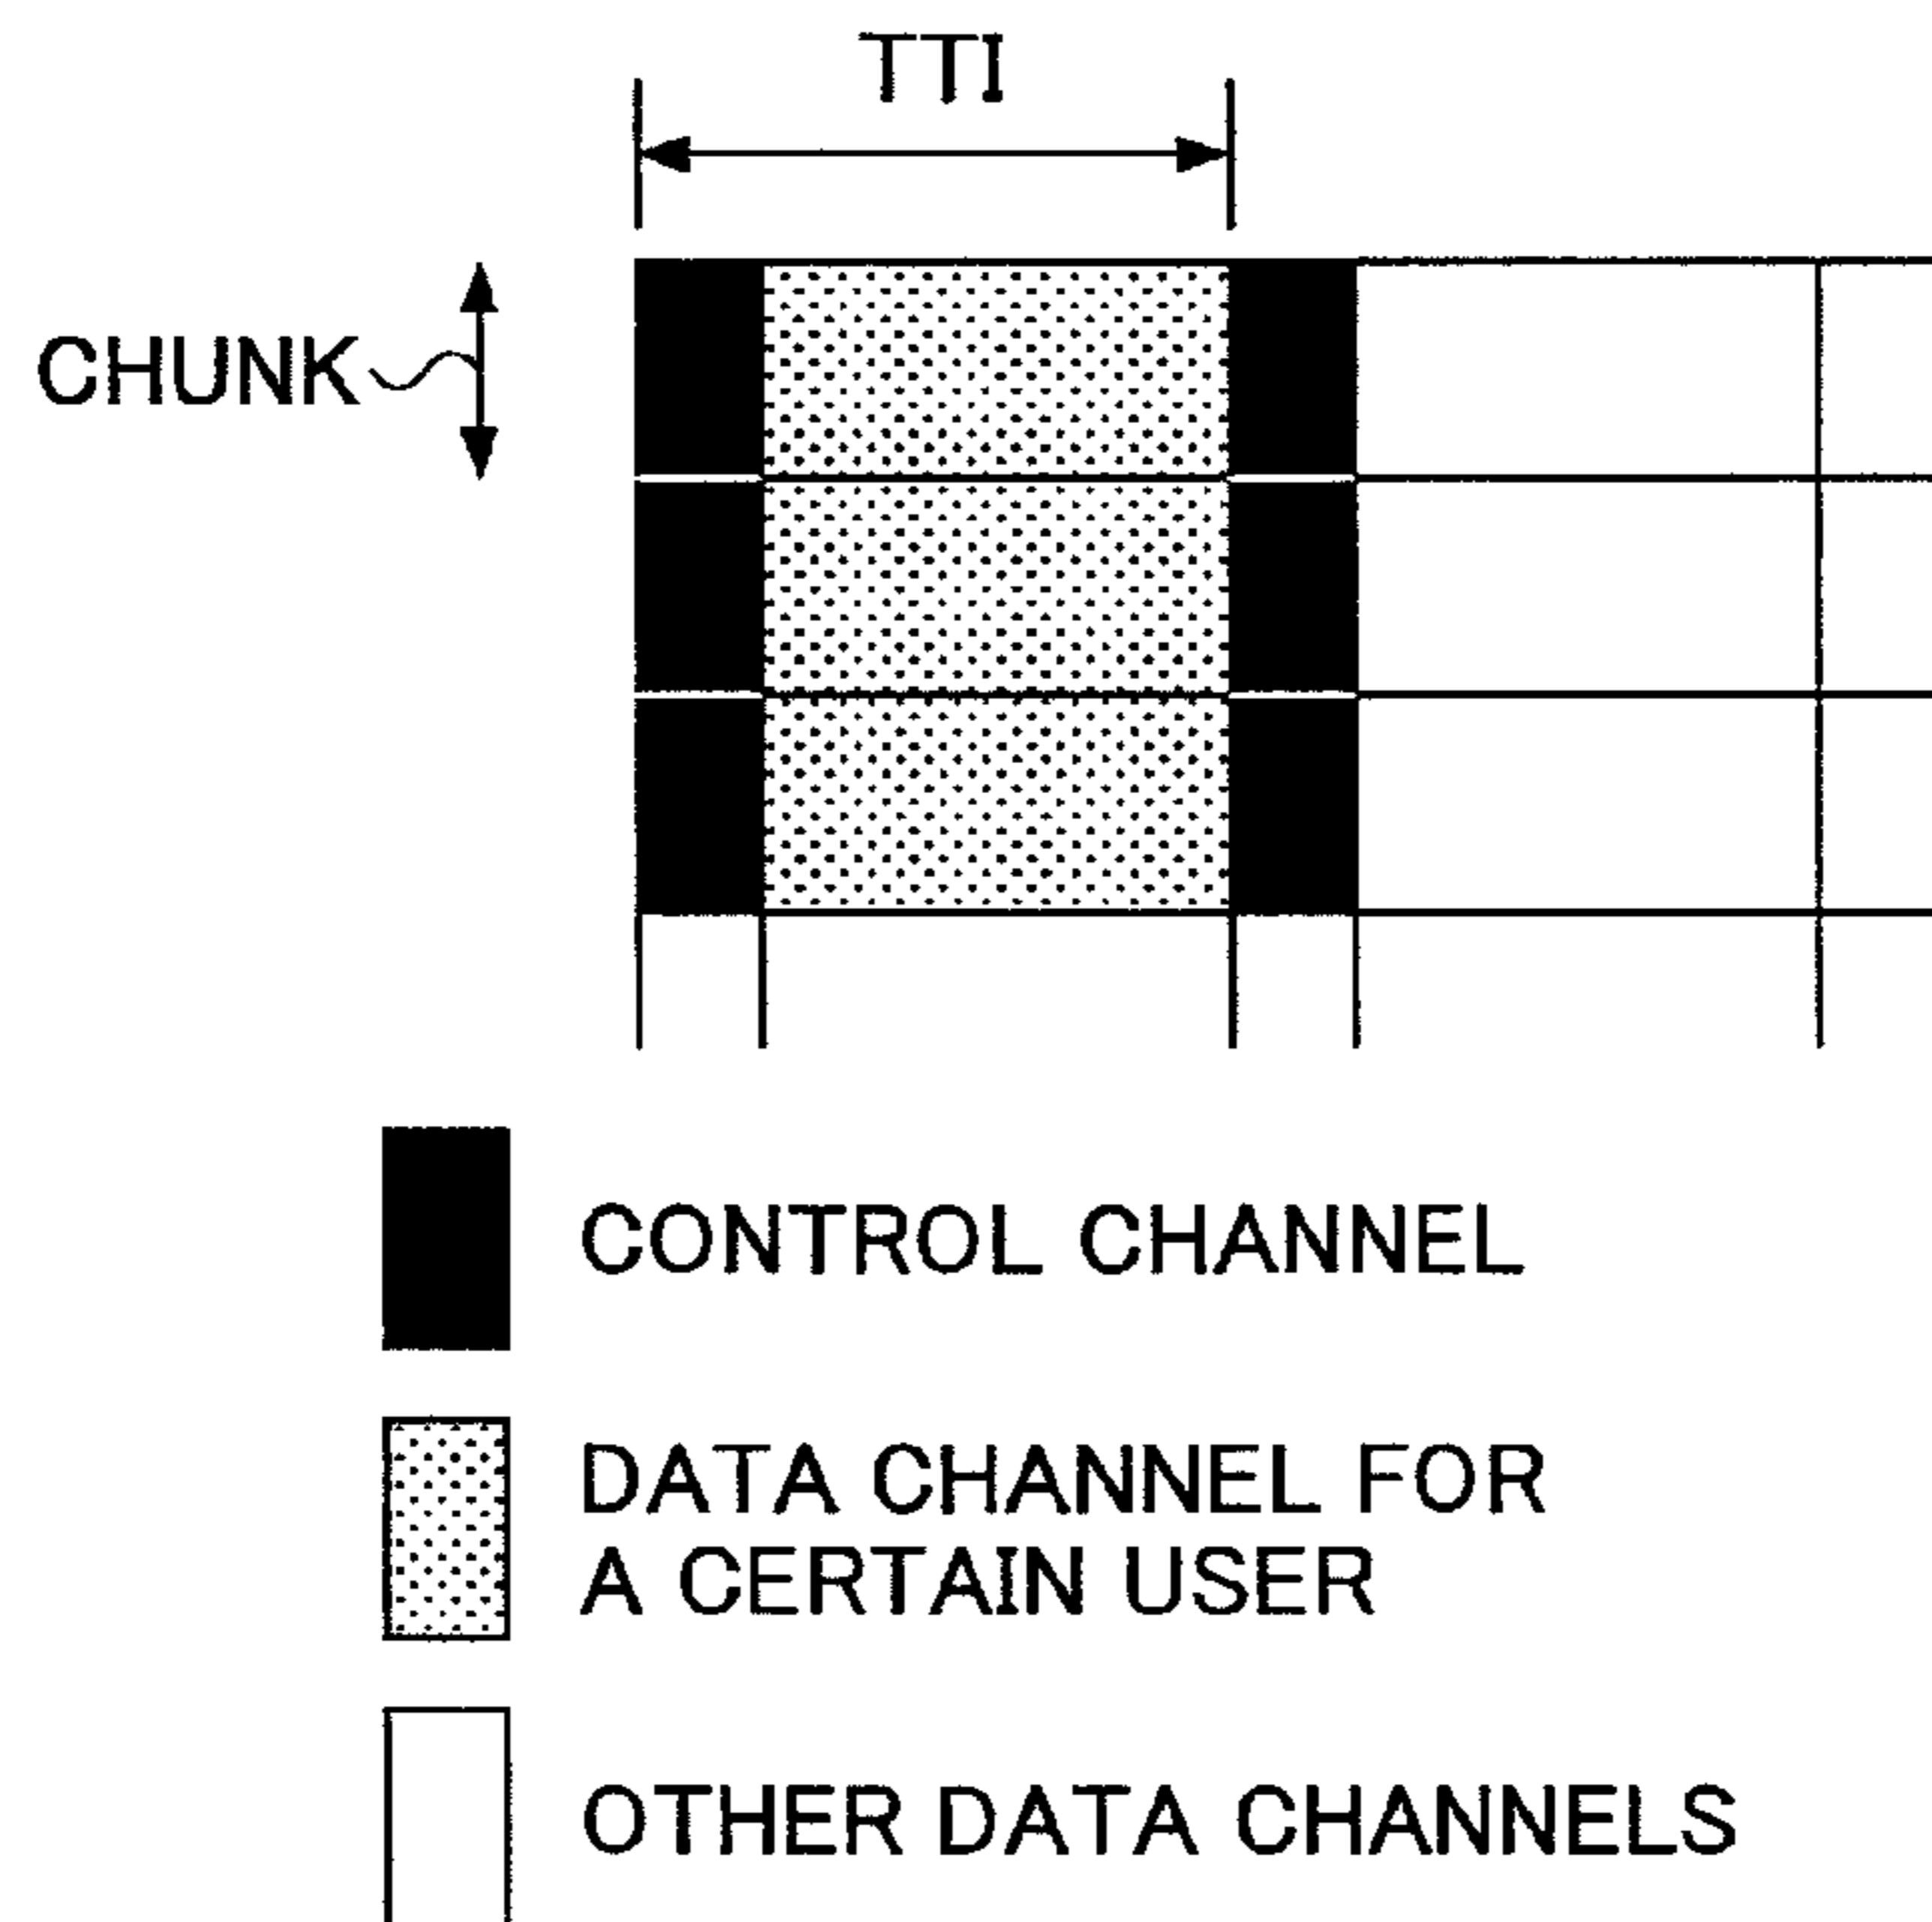 TTI
CHUNK
CONTROL CHANNEL
DATA CHANNEL FOR
A CERTAIN USER
OTHER DATA CHANNELS